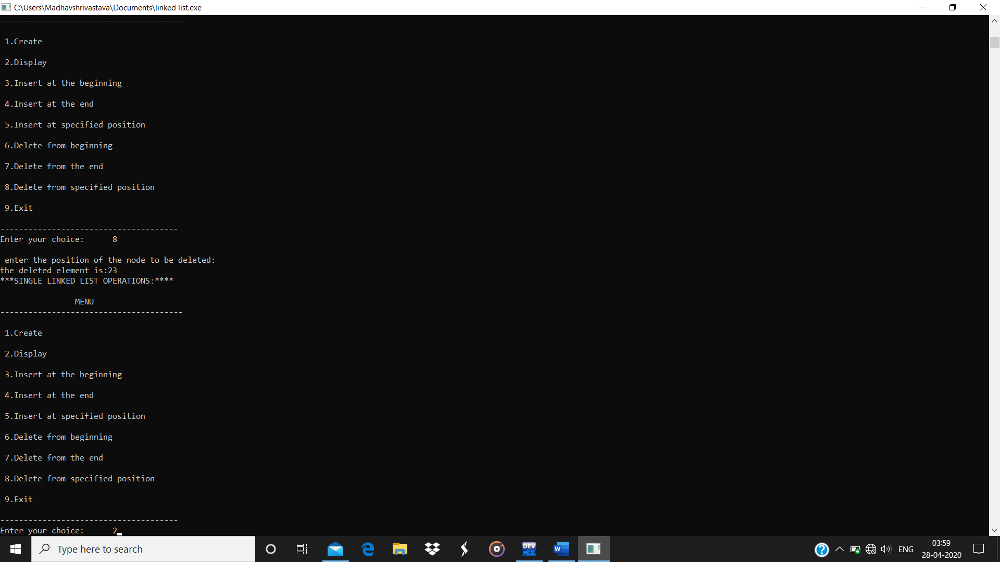 C:\Users\Madhavshrivastava\Documents\linked list.exe
---------------------------------------
1.Create
2.Display
3.Insert at the beginning
4.Insert at the end
5.Insert at specified position
6.Delete from beginning
7.Delete from the end
8.Delete from specified position
9.Exit
--------------------------------------
Enter your choice:      8
enter the position of the node to be deleted:
the deleted element is:23
***SINGLE LINKED LIST OPERATIONS:****
MENU
---------------------------------------
1.Create
2.Display
3.Insert at the beginning
4.Insert at the end
5.Insert at specified position
6.Delete from beginning
7.Delete from the end
8.Delete from specified position
9.Exit
--------------------------------------
Enter your choice:      2
Type here to search
DEV C++
W
?
ENG
03:59
28-04-2020